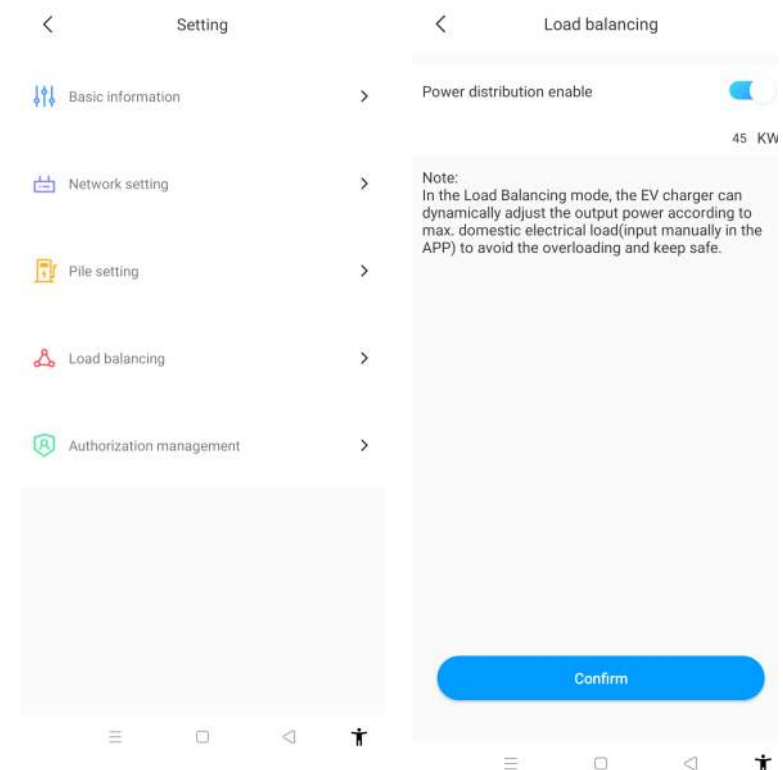 Setting
Basic information
Network setting
Pile setting
Load balancing
Authorization management
Load balancing
Power distribution enable
45 KW
Note:
In the Load Balancing mode, the EV charger can
dynamically adjust the output power according to
max. domestic electrical load(input manually in the
APP) to avoid the overloading and keep safe.
Confirm